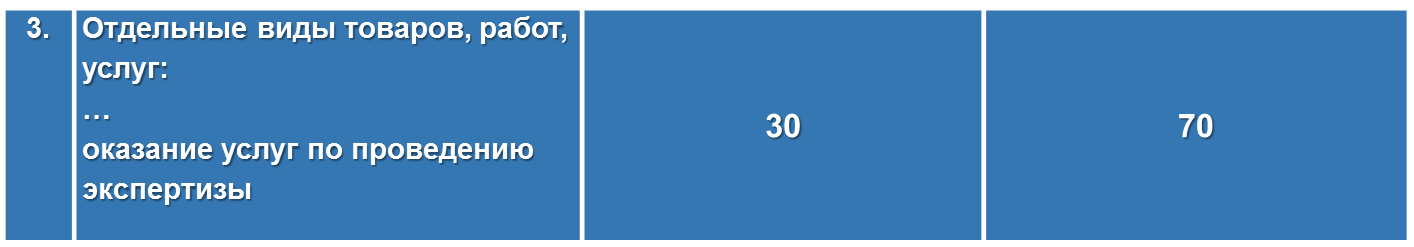 3.
Отдельные виды товаров, работ,
услуг:
…
оказание услуг по проведению
экспертизы
30
70